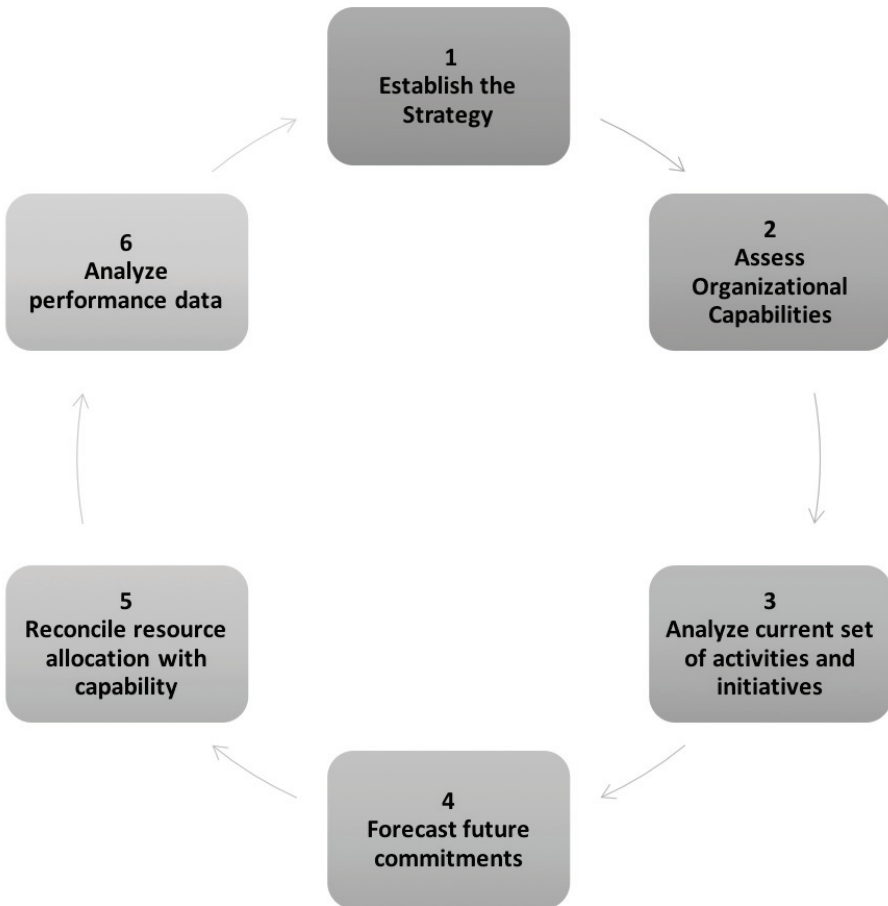 1
Establish the
Strategy
2
Assess
Organizational
Capabilities
3
Analyze current set
of activities and
initiatives
4
Forecast future
commitments
5
Reconcile resource
allocation with
capability
6
Analyze
performance data